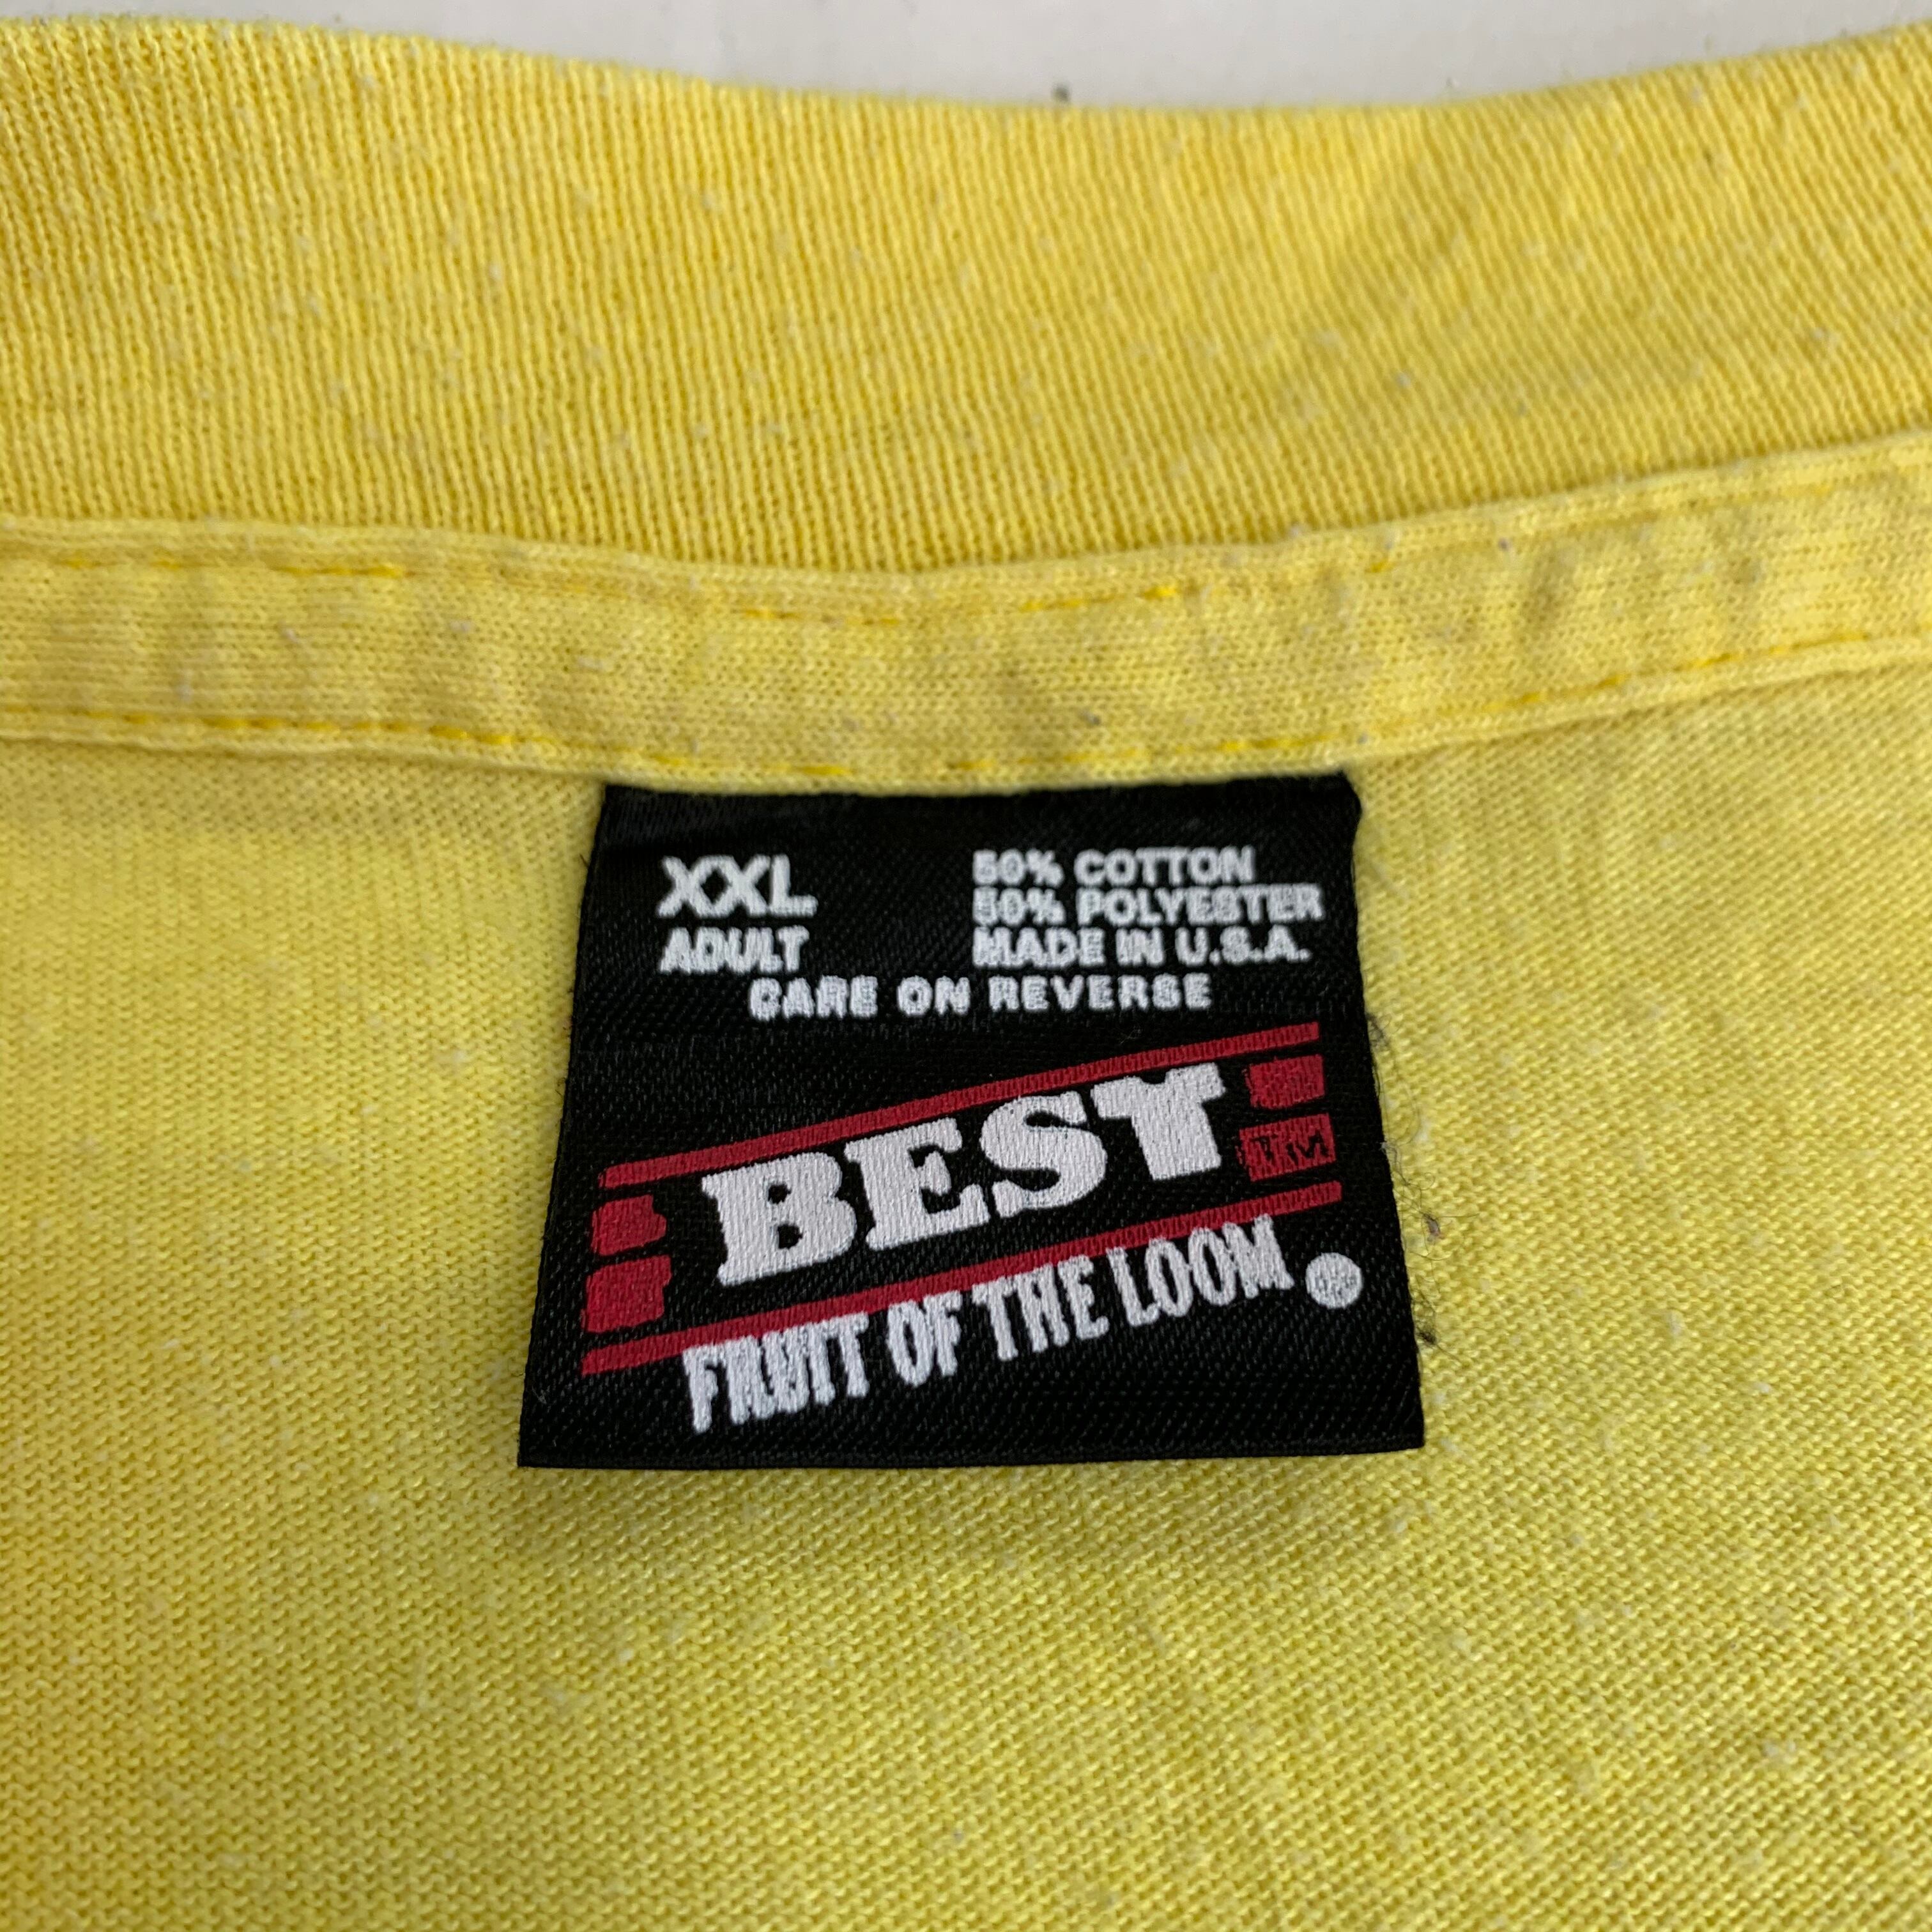 XXL
ADULT
50% COTTON
50% POLYESTER
MADE IN U.S.A.
CARE ON REVERSE
BEST
TM
FRUIT OF THE LOOM